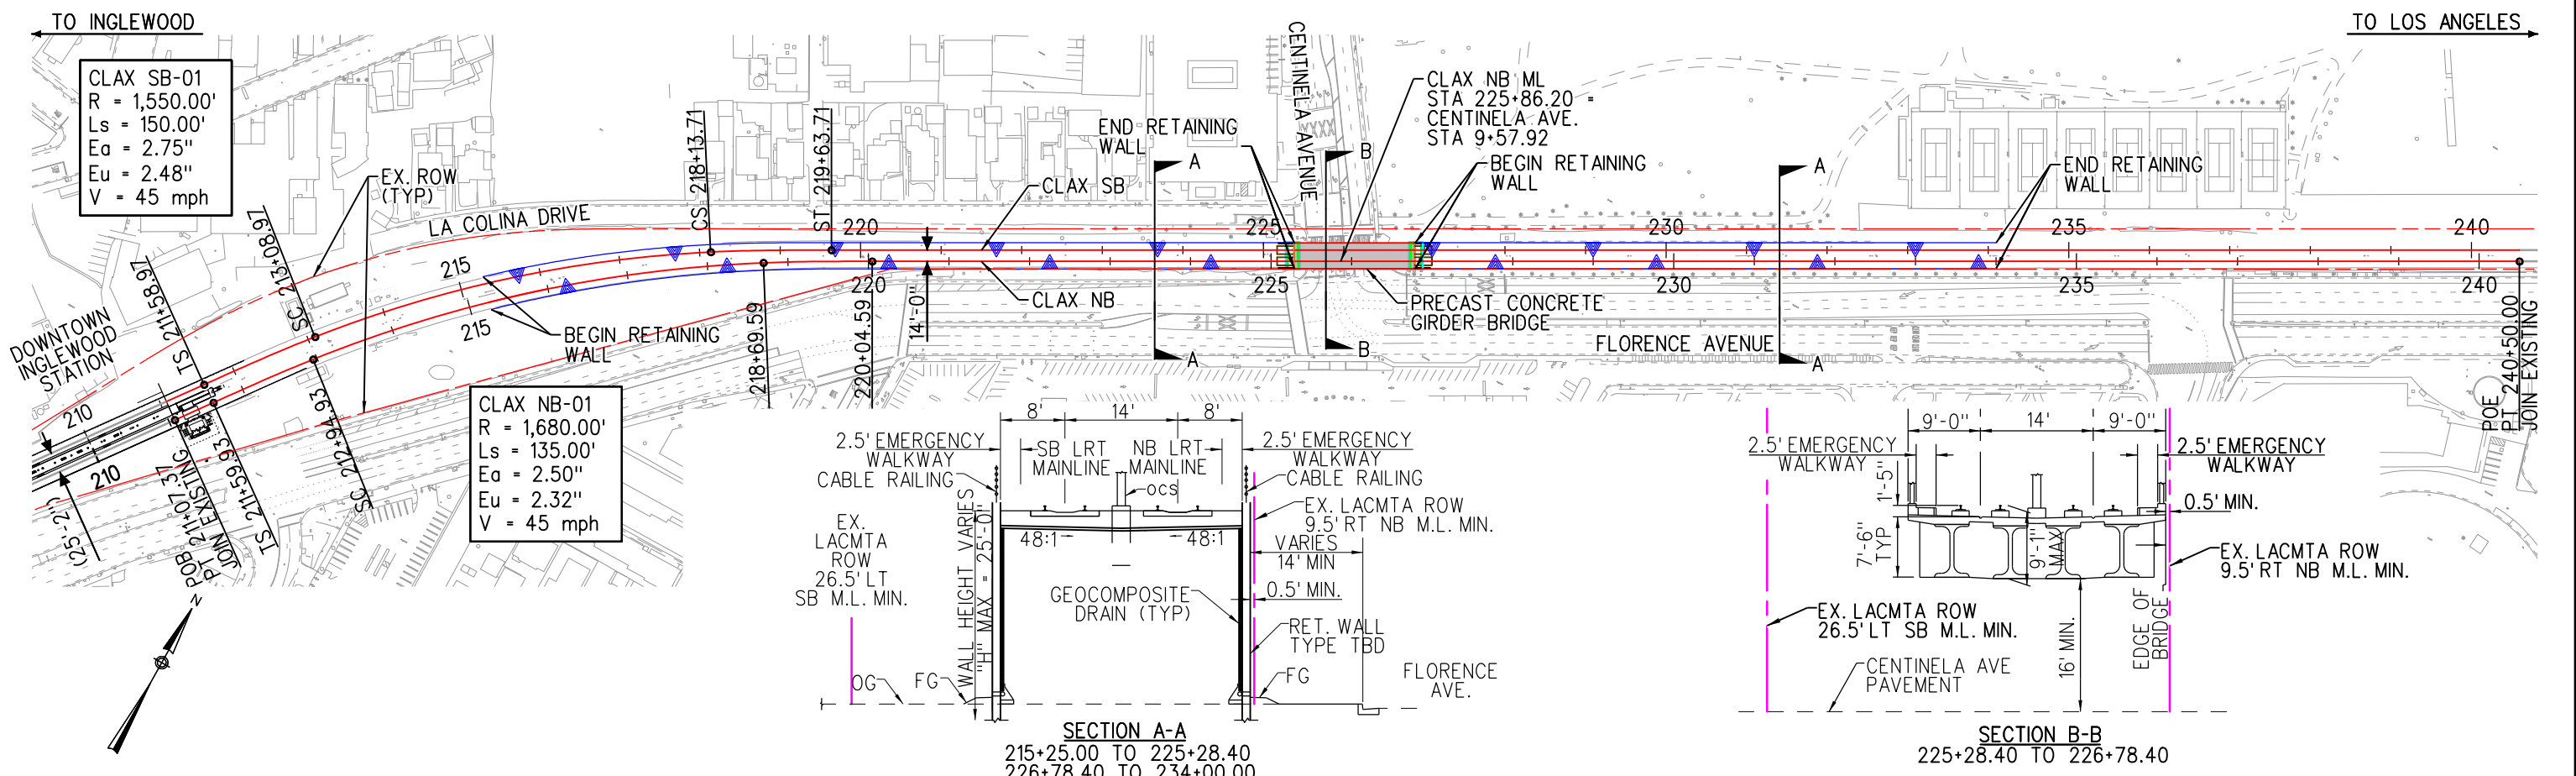 TO INGLEWOOD
TO LOS ANGELES
CLAX SB-01
R = 1,550.00'
Ls = 150.00'
Ea = 2.75"
Eu = 2.48"
V = 45 mph
EX. ROW
(TYP)
LA COLINA DRIVE
SC 213+08.97
TS 211+58.97
CS 218+13.71
ST 219+63.71
215
220
225
230
235
240
CLAX SB
END RETAINING
WALL
A
CENTINELA AVENUE
B
CLAX NB ML
STA 225+86.20 =
CENTINELA AVE.
STA 9+57.92
BEGIN RETAINING
WALL
A
END RETAINING
WALL
215
220
225
230
235
240
CLAX NB
14'-0"
BEGIN RETAINING
WALL
218+69.59
220+04.59
A
B
PRECAST CONCRETE
GIRDER BRIDGE
FLORENCE AVENUE
A
POE
PT 240+50.00
JOIN EXISTING
DOWNTOWN
INGLEWOOD
STATION
210
210
(25'-2")
POB
PT 211+07.37
JOIN EXISTING
TS 211+59.93
SC 212+94.93
N
CLAX NB-01
R = 1,680.00'
Ls = 135.00'
Ea = 2.50"
Eu = 2.32"
V = 45 mph
8'
14'
8'
2.5' EMERGENCY
WALKWAY
CABLE RAILING
SB LRT
MAINLINE
NB LRT
MAINLINE
OCS
2.5' EMERGENCY
WALKWAY
CABLE RAILING
EX.
LACMTA
ROW
26.5' LT
SB M.L. MIN.
WALL HEIGHT VARIES
"H" MAX = 25'-0"
48:1
48:1
EX. LACMTA ROW
9.5' RT NB M.L. MIN.
VARIES
14' MIN
GEOCOMPOSITE
DRAIN (TYP)
0.5' MIN.
RET. WALL
TYPE TBD
OG
FG
FG
FLORENCE
AVE.
SECTION A-A
215+25.00 TO 225+28.40
226+78.40 TO 234+00.00
9'-0"
14'
9'-0"
2.5' EMERGENCY
WALKWAY
2.5' EMERGENCY
WALKWAY
1'-5"
7'-6"
TYP
9'-1"
MAX
0.5' MIN.
EX. LACMTA ROW
9.5' RT NB M.L. MIN.
EX. LACMTA ROW
26.5' LT SB M.L. MIN.
16' MIN.
EDGE OF
BRIDGE
CENTINELA AVE
PAVEMENT
SECTION B-B
225+28.40 TO 226+78.40